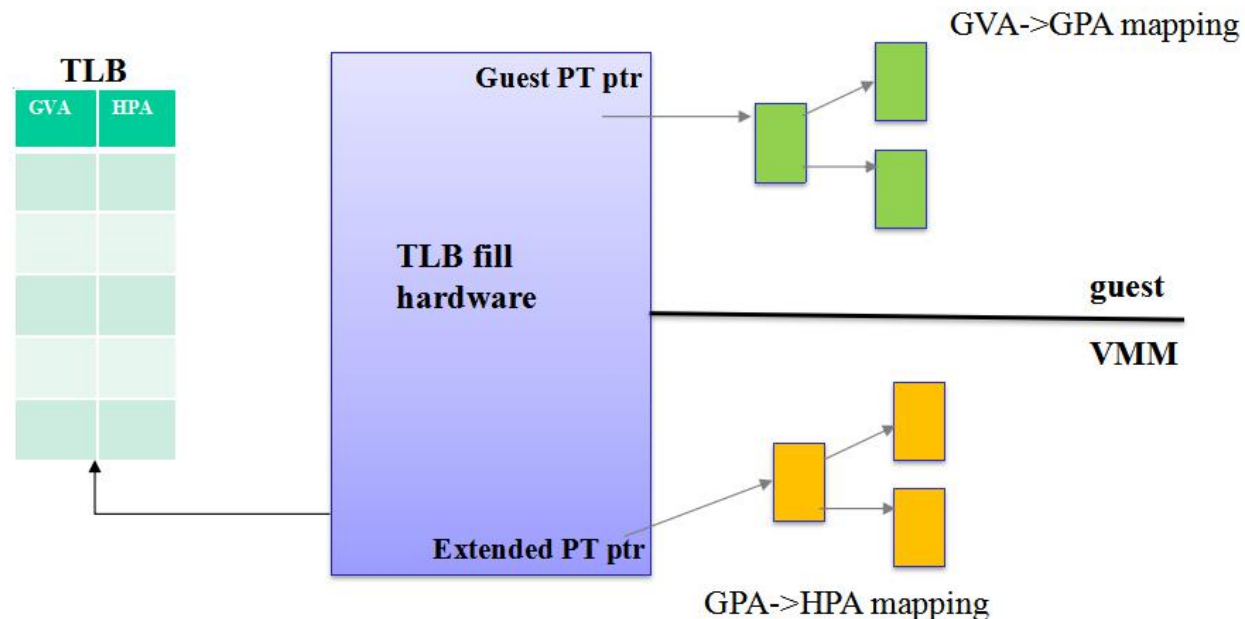 GVA->GPA mapping
TLB
GVA HPA
Guest PT ptr
TLB fill
hardware
guest
VMM
Extended PT ptr
GPA->HPA mapping